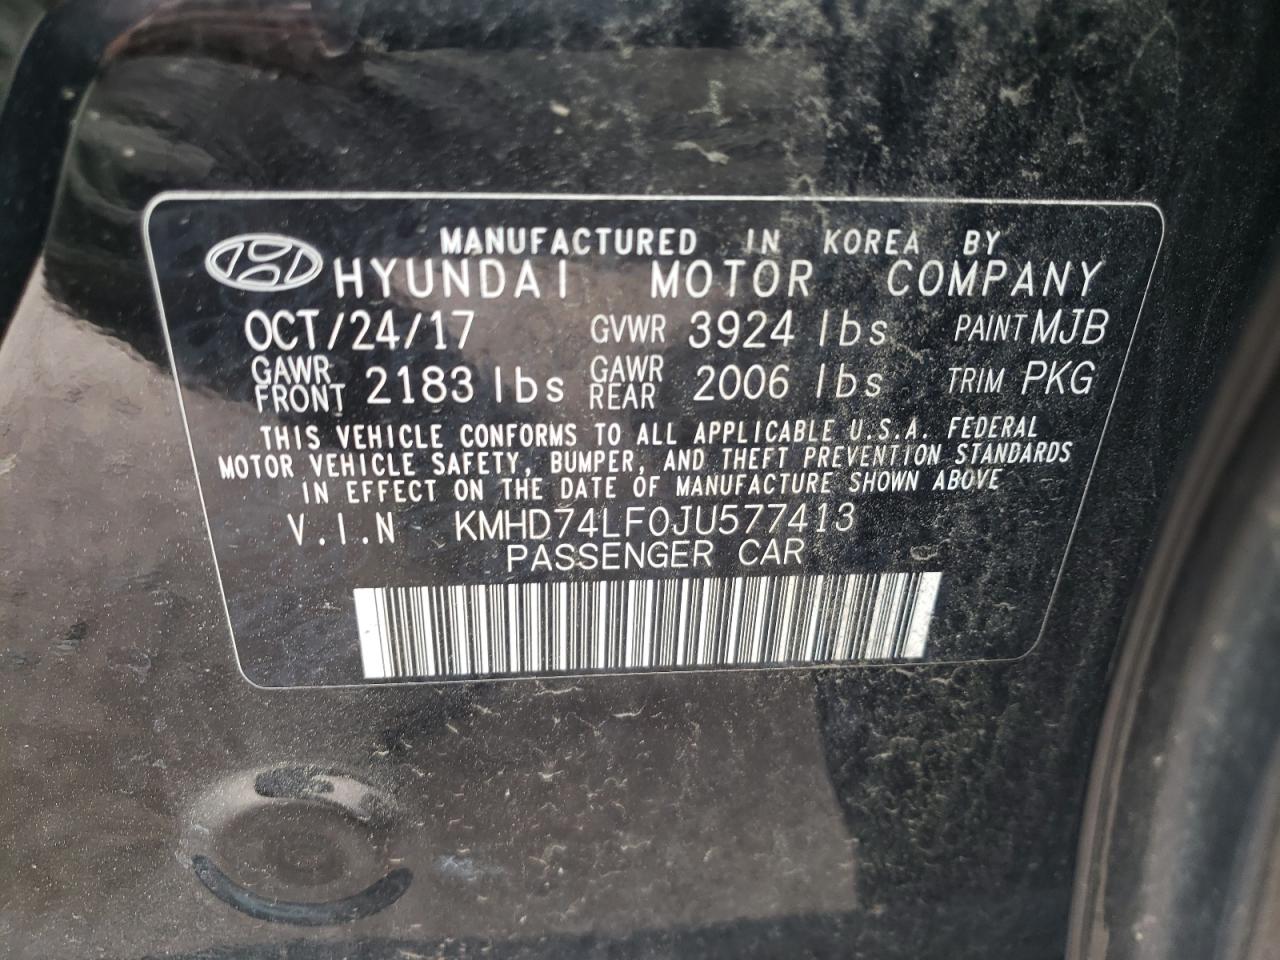 MANUFACTURED IN KOREA BY
HYUNDAI MOTOR COMPANY
OCT/24/17 GVWR 3924 lbs PAINT MJB
GAWR FRONT 2183 lbs GAWR REAR 2006 lbs TRIM PKG
THIS VEHICLE CONFORMS TO ALL APPLICABLE U.S.A. FEDERAL
MOTOR VEHICLE SAFETY, BUMPER, AND THEFT PREVENTION STANDARDS
IN EFFECT ON THE DATE OF MANUFACTURE SHOWN ABOVE
V.I.N KMHD74LF0JU577413
PASSENGER CAR